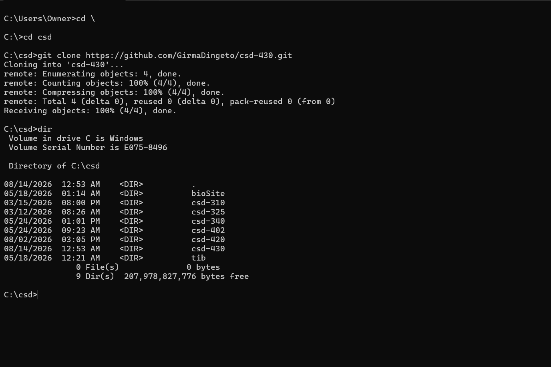 C:\Users\Owner>cd \
C:\>cd csd
C:\csd>git clone https://github.com/GirmaDingeto/csd-430.git
Cloning into 'csd-430'...
remote: Enumerating objects: 4, done.
remote: Counting objects: 100% (4/4), done.
remote: Compressing objects: 100% (4/4), done.
remote: Total 4 (delta 0), reused 0 (delta 0), pack-reused 0 (from 0)
Receiving objects: 100% (4/4), done.
C:\csd>dir
Volume in drive C is Windows
Volume Serial Number is E075-8496
Directory of C:\csd
08/14/2026 12:53 AM <DIR> .
05/18/2026 01:14 AM <DIR> bioSite
03/15/2026 08:00 PM <DIR> csd-310
03/12/2026 08:26 AM <DIR> csd-325
05/24/2026 01:01 PM <DIR> csd-340
05/24/2026 09:23 AM <DIR> csd-402
08/02/2026 03:05 PM <DIR> csd-420
08/14/2026 12:53 AM <DIR> csd-430
05/18/2026 12:21 AM <DIR> tib
0 File(s) 0 bytes
9 Dir(s) 207,978,827,776 bytes free
C:\csd>